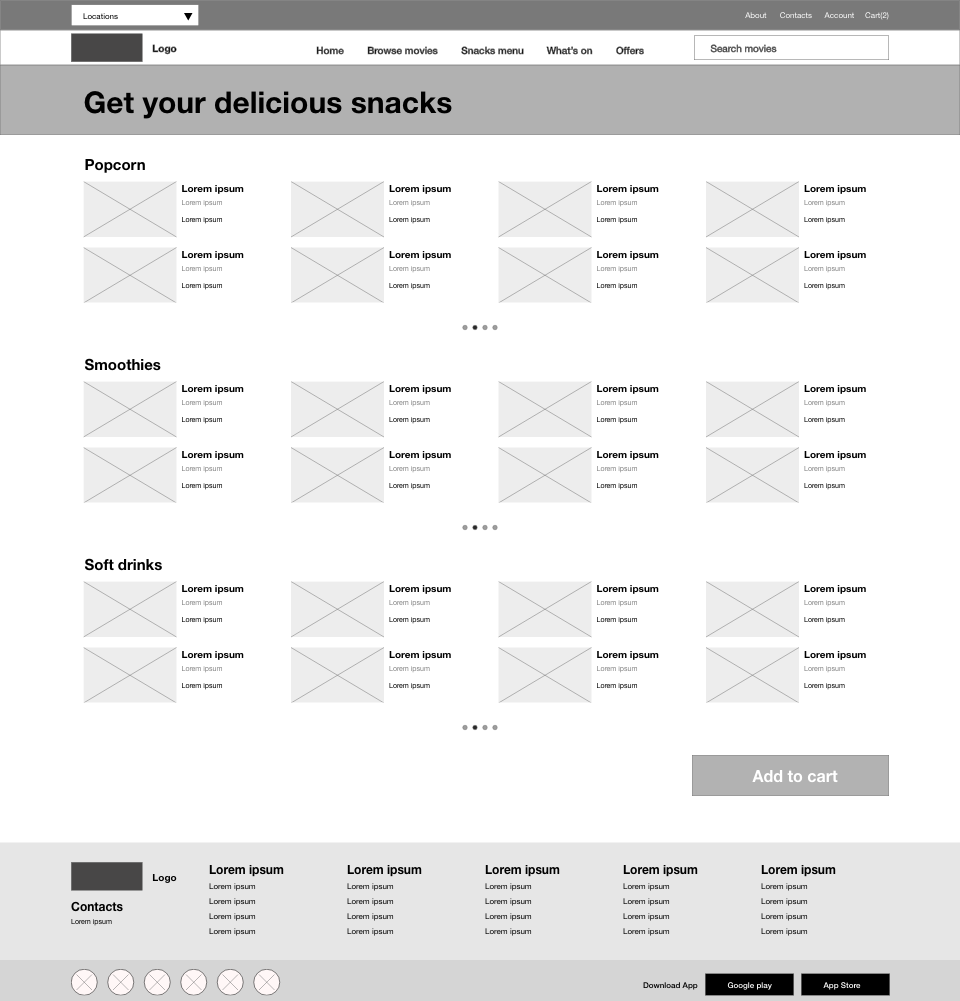 Locations
About Contacts Account Cart(2)
Logo
Home Browse movies Snacks menu What's on Offers
Search movies
Get your delicious snacks
Popcorn
Lorem ipsum Lorem ipsum Lorem ipsum Lorem ipsum
Lorem ipsum Lorem ipsum Lorem ipsum Lorem ipsum
Lorem ipsum Lorem ipsum Lorem ipsum Lorem ipsum
Lorem ipsum Lorem ipsum Lorem ipsum Lorem ipsum
Lorem ipsum Lorem ipsum Lorem ipsum Lorem ipsum
Lorem ipsum Lorem ipsum Lorem ipsum Lorem ipsum
Smoothies
Lorem ipsum Lorem ipsum Lorem ipsum Lorem ipsum
Lorem ipsum Lorem ipsum Lorem ipsum Lorem ipsum
Lorem ipsum Lorem ipsum Lorem ipsum Lorem ipsum
Lorem ipsum Lorem ipsum Lorem ipsum Lorem ipsum
Lorem ipsum Lorem ipsum Lorem ipsum Lorem ipsum
Lorem ipsum Lorem ipsum Lorem ipsum Lorem ipsum
Soft drinks
Lorem ipsum Lorem ipsum Lorem ipsum Lorem ipsum
Lorem ipsum Lorem ipsum Lorem ipsum Lorem ipsum
Lorem ipsum Lorem ipsum Lorem ipsum Lorem ipsum
Lorem ipsum Lorem ipsum Lorem ipsum Lorem ipsum
Lorem ipsum Lorem ipsum Lorem ipsum Lorem ipsum
Lorem ipsum Lorem ipsum Lorem ipsum Lorem ipsum
Add to cart
Logo
Contacts
Lorem ipsum
Lorem ipsum Lorem ipsum Lorem ipsum Lorem ipsum Lorem ipsum
Lorem ipsum Lorem ipsum Lorem ipsum Lorem ipsum Lorem ipsum
Lorem ipsum Lorem ipsum Lorem ipsum Lorem ipsum Lorem ipsum
Lorem ipsum Lorem ipsum Lorem ipsum Lorem ipsum Lorem ipsum
Lorem ipsum Lorem ipsum Lorem ipsum Lorem ipsum Lorem ipsum
Download App Google play App Store